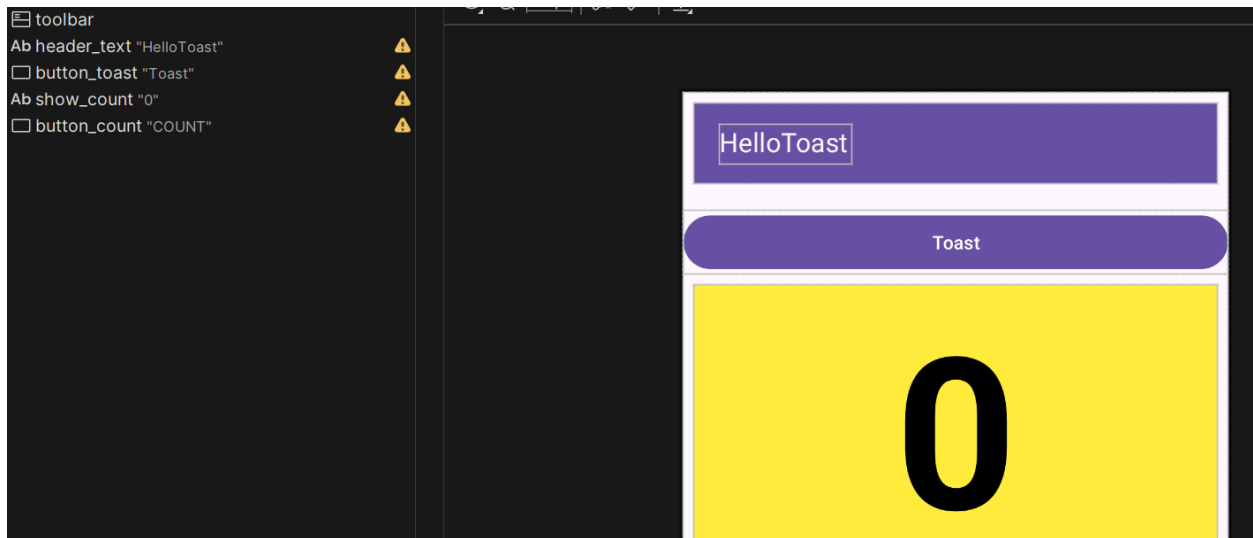 toolbar
Ab header_text "HelloToast"
button_toast "Toast"
Ab show_count "0"
button_count "COUNT"
HelloToast
Toast
0